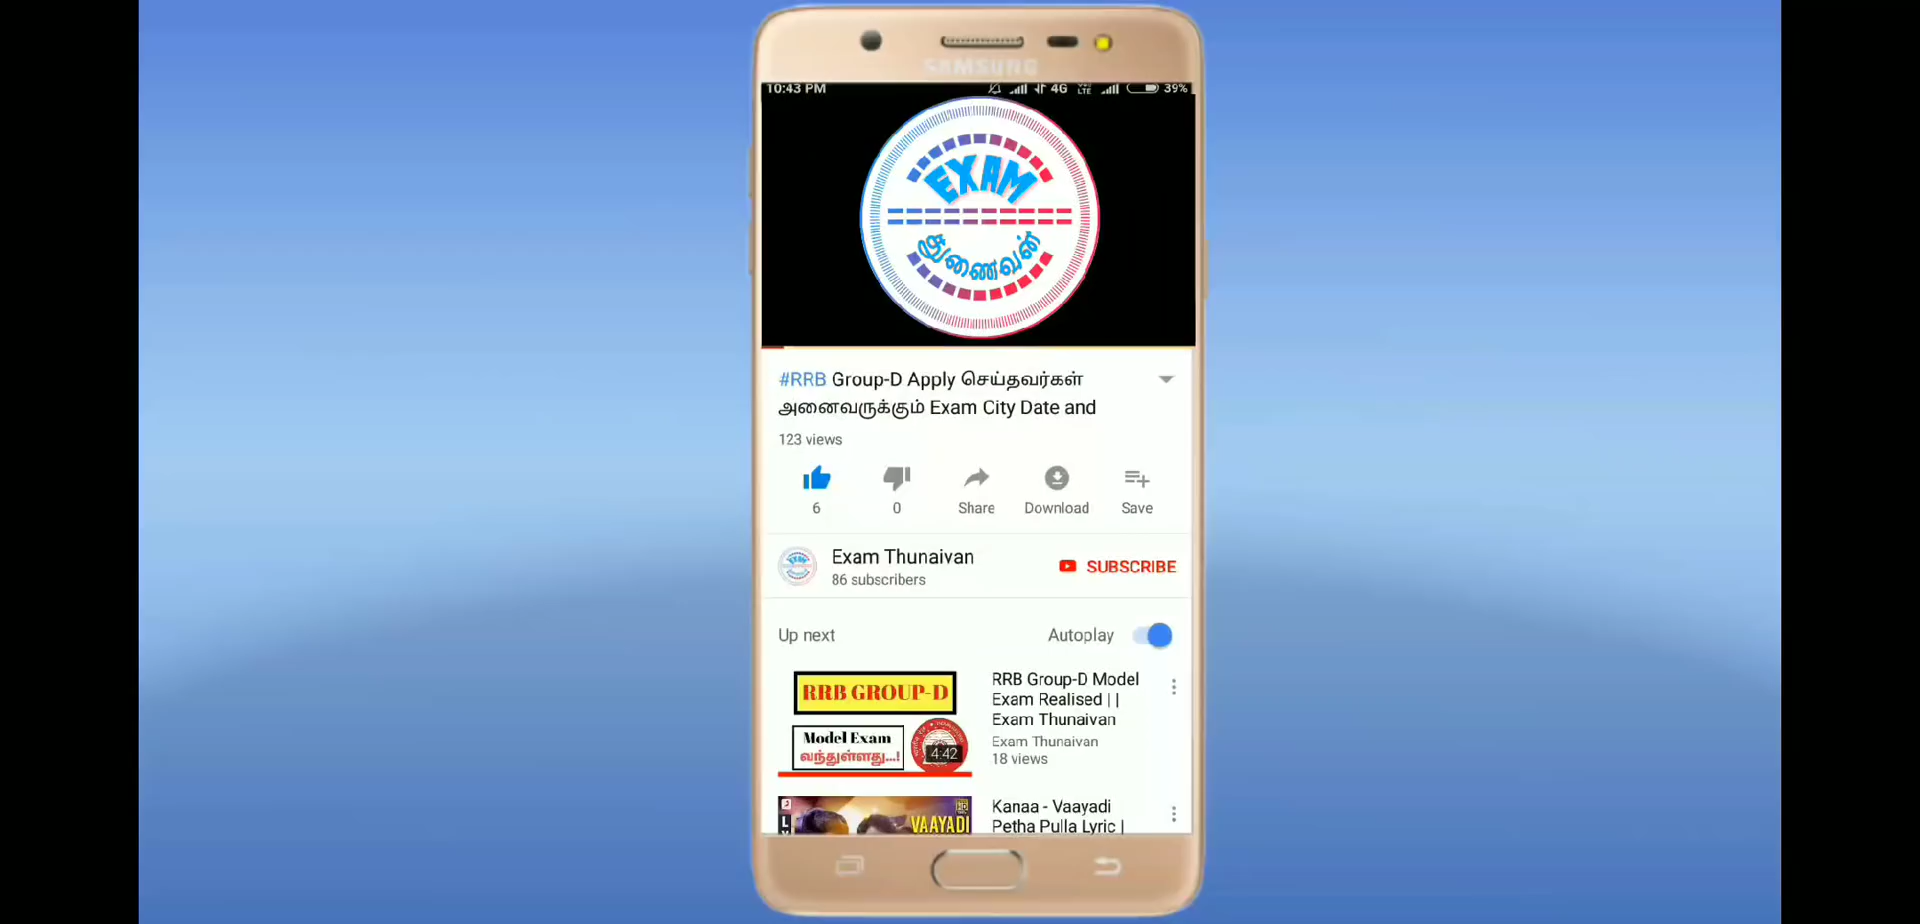 SAMSUNG
10:43 PM 4G VoLTE 39%
EXAM
துணைவன்
#RRB Group-D Apply செய்தவர்கள்
அனைவருக்கும் Exam City Date and
123 views
6 0 Share Download Save
Exam Thunaivan
86 subscribers
SUBSCRIBE
Up next Autoplay
RRB GROUP-D
Model Exam
வந்துள்ளது...!
4:42
RRB Group-D Model
Exam Realised ||
Exam Thunaivan
Exam Thunaivan
18 views
VAAYADI
Kanaa - Vaayadi
Petha Pulla Lyric |